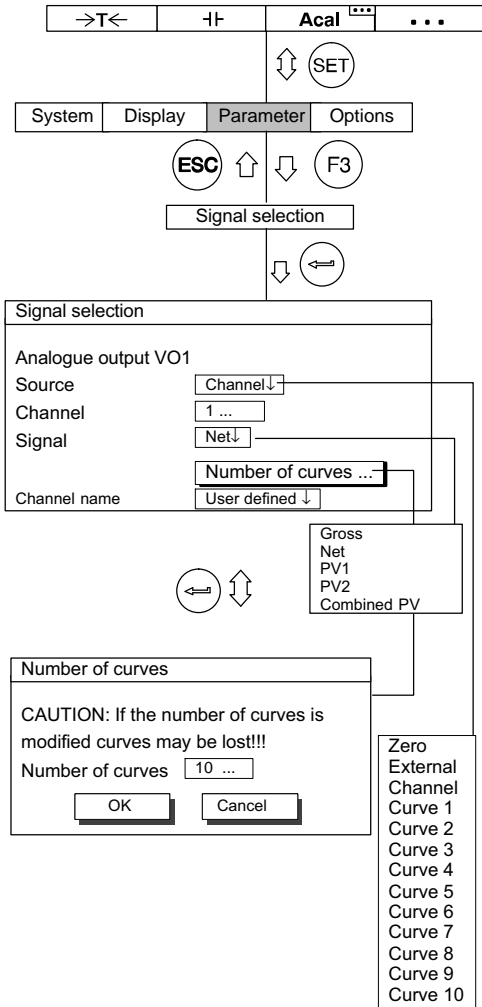 →T← ⊣⊢ Acal ...
SET
System Display Parameter Options
ESC F3
Signal selection
Signal selection
Analogue output VO1
Source Channel↓
Channel 1 ...
Signal Net↓
Number of curves ...
Channel name User defined ↓
Gross
Net
PV1
PV2
Combined PV
Number of curves
CAUTION: If the number of curves is
modified curves may be lost!!!
Number of curves 10 ...
OK Cancel
Zero
External
Channel
Curve 1
Curve 2
Curve 3
Curve 4
Curve 5
Curve 6
Curve 7
Curve 8
Curve 9
Curve 10